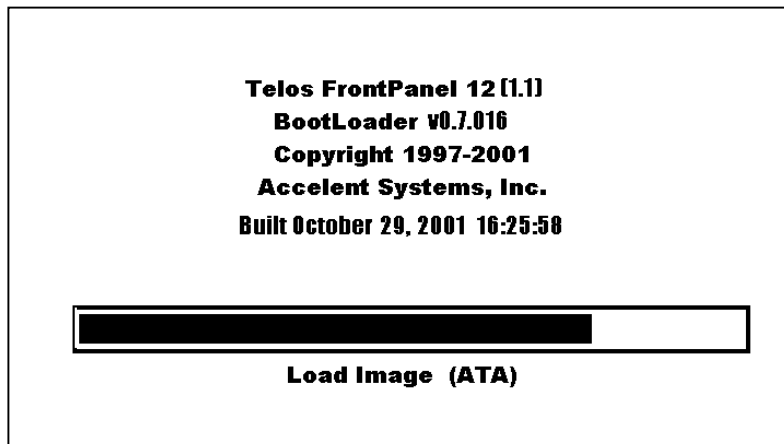 Telos FrontPanel 12 (1.1)
BootLoader v0.7.016
Copyright 1997-2001
Accelent Systems, Inc.
Built October 29, 2001 16:25:58
Load Image (ATA)